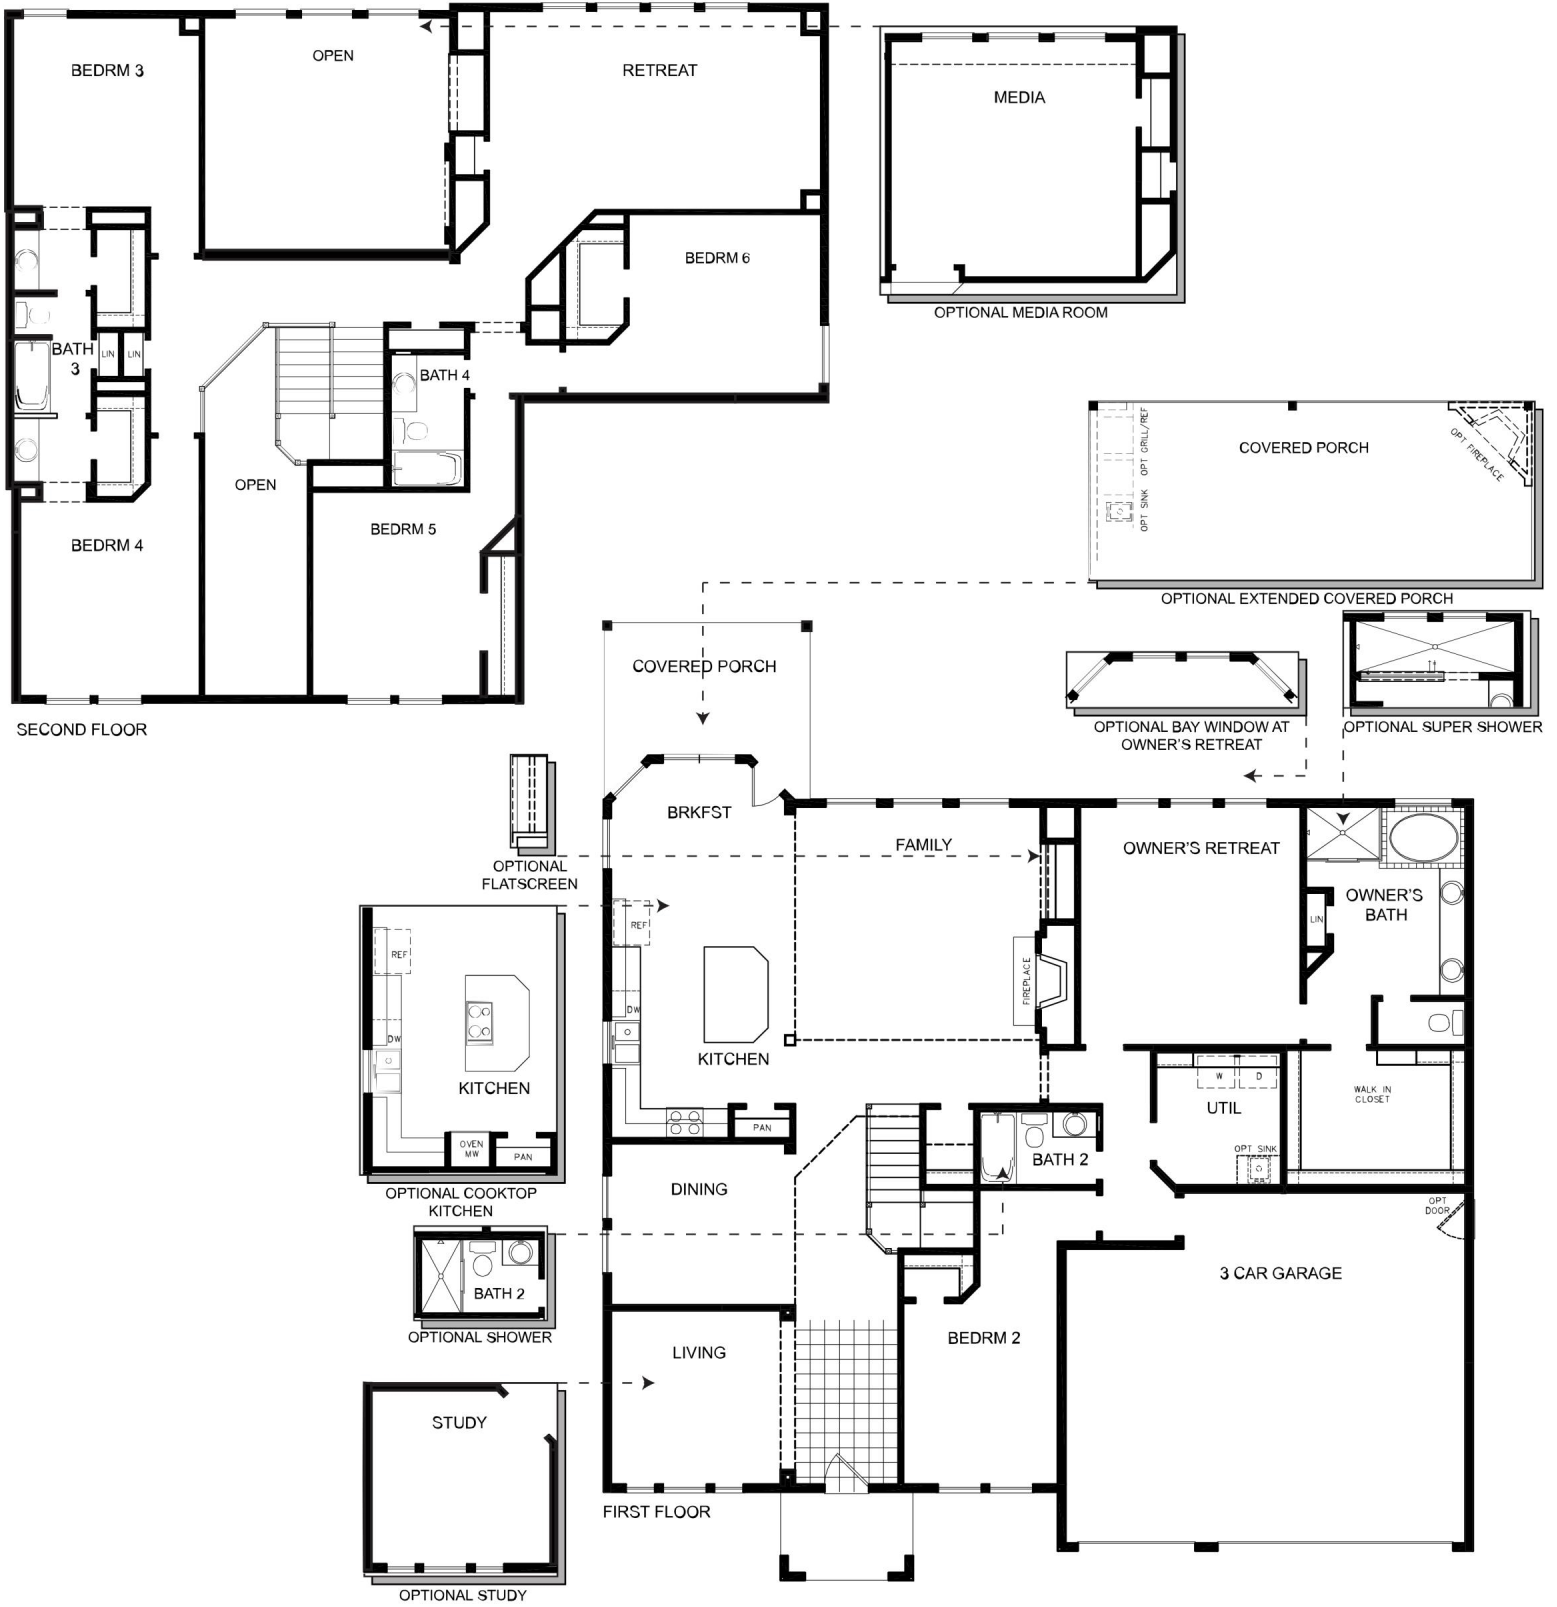 BEDRM 3
OPEN
RETREAT
MEDIA
OPTIONAL MEDIA ROOM
BEDRM 6
BATH
3
LIN
LIN
BATH 4
OPEN
BEDRM 5
BEDRM 4
SECOND FLOOR
COVERED PORCH
OPT GRILL/REF
OPT SINK
OPT FIREPLACE
OPTIONAL EXTENDED COVERED PORCH
COVERED PORCH
OPTIONAL BAY WINDOW AT
OWNER'S RETREAT
OPTIONAL SUPER SHOWER
OPTIONAL
FLATSCREEN
BRKFST
FAMILY
OWNER'S RETREAT
OWNER'S
BATH
LIN
REF
DW
KITCHEN
PAN
FIREPLACE
REF
DW
KITCHEN
OVEN
MW
PAN
OPTIONAL COOKTOP
KITCHEN
W
D
UTIL
OPT SINK
WALK IN
CLOSET
BATH 2
DINING
OPT
DOOR
3 CAR GARAGE
BATH 2
OPTIONAL SHOWER
LIVING
BEDRM 2
STUDY
OPTIONAL STUDY
FIRST FLOOR